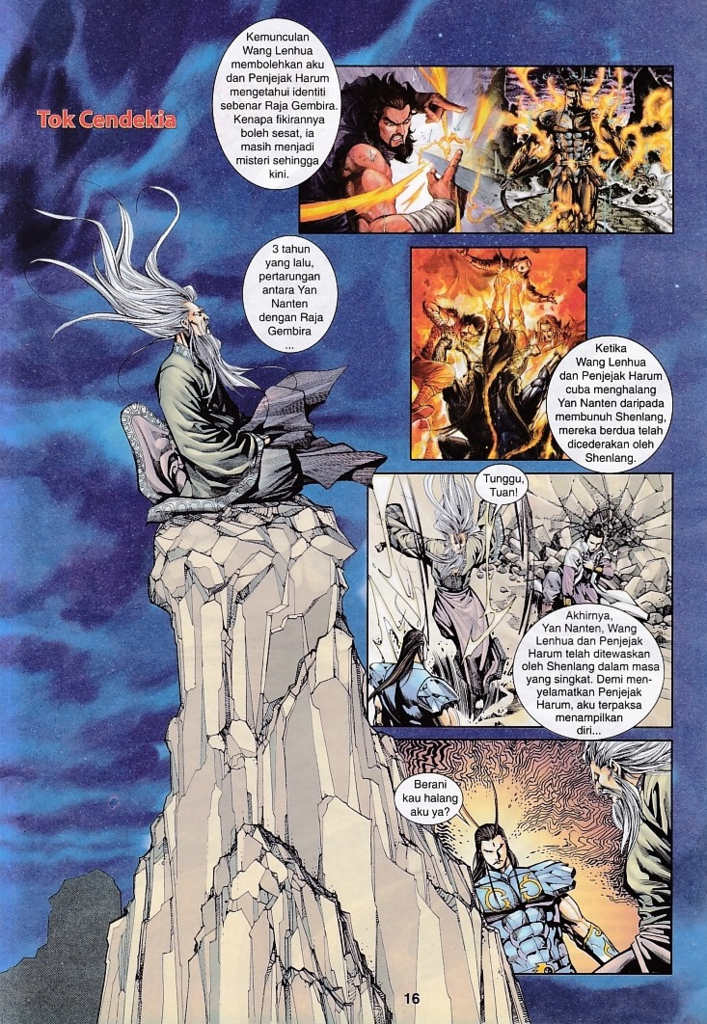 Kemunculan
Wang Lenhua
membolehkan aku
dan Penjejak Harum
mengetahui identiti
sebenar Raja Gembira.
Kenapa fikirannya
boleh sesat, ia
masih menjadi
misteri sehingga
kini.
Tok Cendekia
3 tahun
yang lalu,
pertarungan
antara Yan
Nanten
dengan Raja
Gembira
...
Ketika
Wang Lenhua
dan Penjejak Harum
cuba menghalang
Yan Nanten daripada
membunuh Shenlang,
mereka berdua telah
dicederakan oleh
Shenlang.
Tunggu,
Tuan!
Akhirnya,
Yan Nanten, Wang
Lenhua dan Penjejak
Harum telah ditewaskan
oleh Shenlang dalam masa
yang singkat. Demi men-
yelamatkan Penjejak
Harum, aku terpaksa
menampilkan
diri...
Berani
kau halang
aku ya?
16